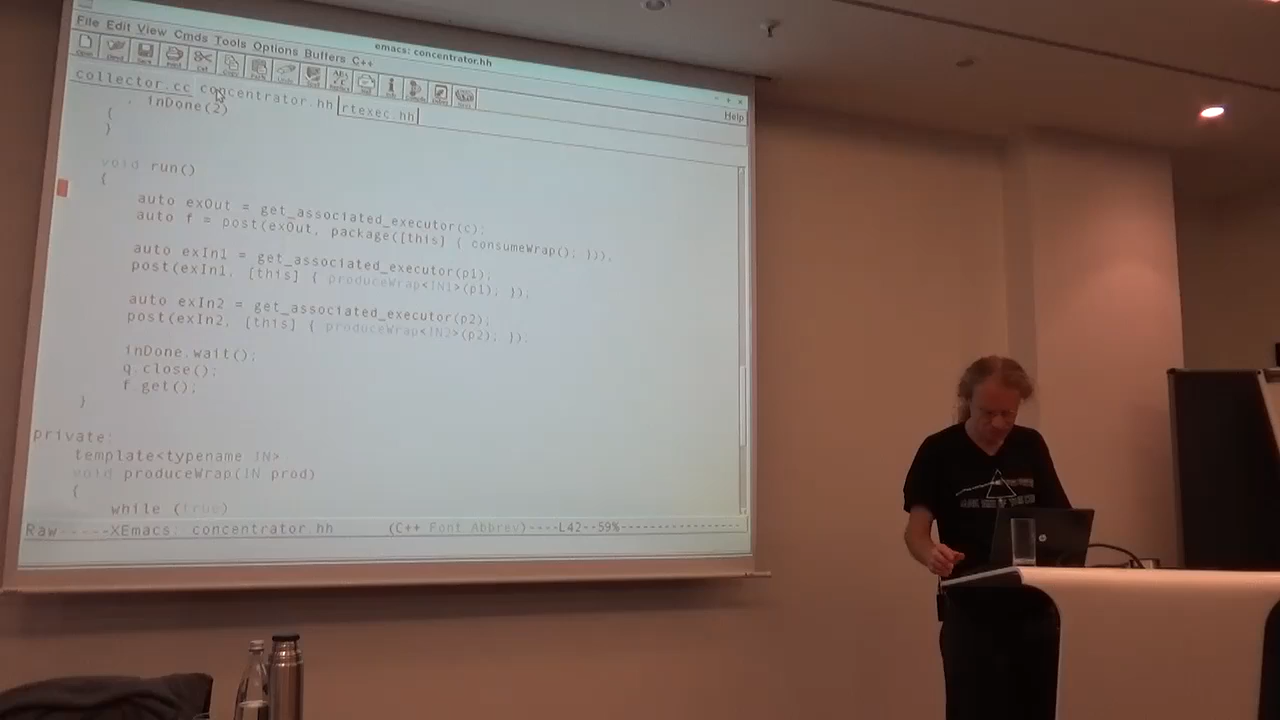 emacs: concentrator.hh
File Edit View Cmds Tools Options Buffers C++
Help
collector.cc concentrator.hh rtexec.hh
, inDone(2)
{
}
void run()
{
auto exOut = get_associated_executor(c);
auto f = post(exOut, package([this] { consumeWrap(); }));
auto exIn1 = get_associated_executor(p1);
post(exIn1, [this] { produceWrap<IN1>(p1); });
auto exIn2 = get_associated_executor(p2);
post(exIn2, [this] { produceWrap<IN2>(p2); });
inDone.wait();
q.close();
f.get();
}
private:
template<typename IN>
void produceWrap(IN prod)
{
while (true)
Raw-----XEmacs: concentrator.hh (C++ Font Abbrev)----L42--59%----------------
hp